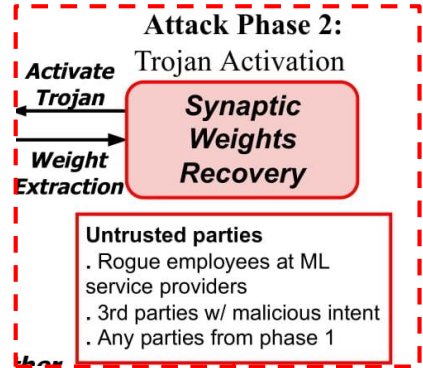 Attack Phase 2:
Trojan Activation
Activate
Trojan
Synaptic
Weights
Recovery
Weight
Extraction
Untrusted parties
. Rogue employees at ML
service providers
. 3rd parties w/ malicious intent
. Any parties from phase 1